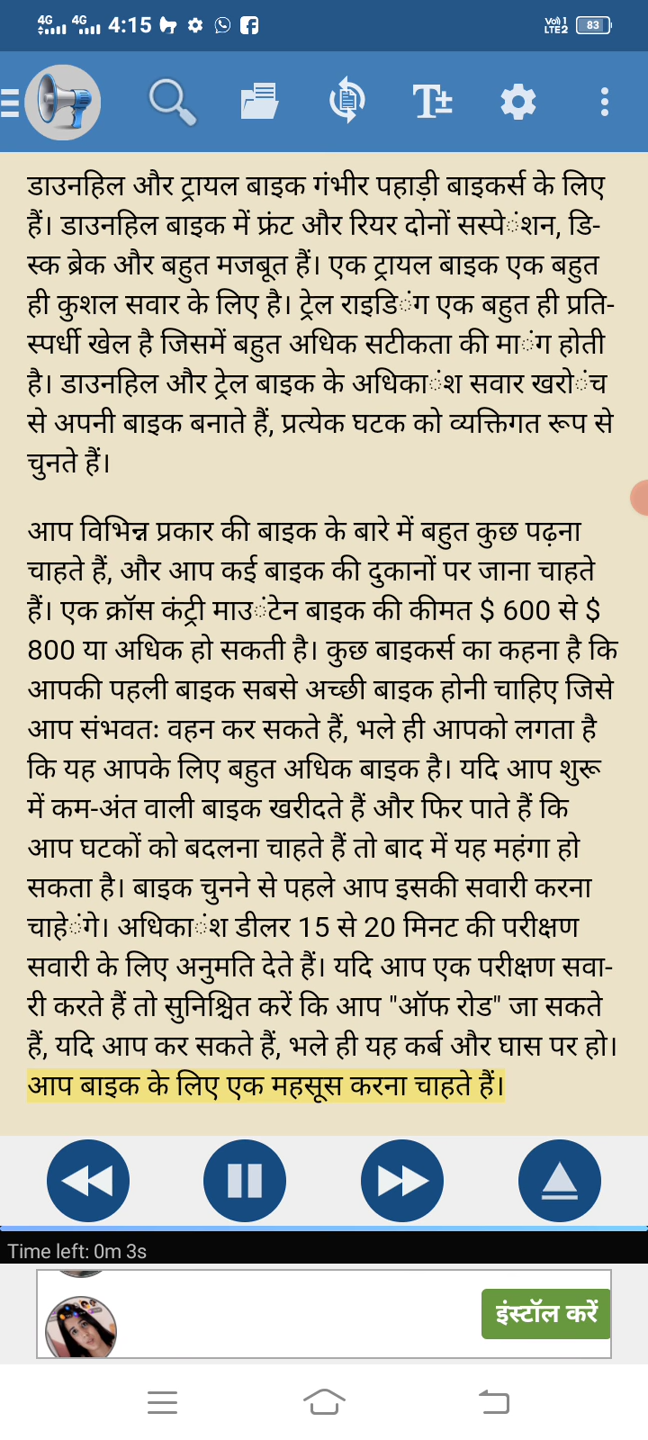 4G 4G 4:15 Vo) 1 LTE2 83
T±
डाउनहिल और ट्रायल बाइक गंभीर पहाड़ी बाइकर्स के लिए
हैं। डाउनहिल बाइक में फ्रंट और रियर दोनों सस्पेंशन, डि-
स्क ब्रेक और बहुत मजबूत हैं। एक ट्रायल बाइक एक बहुत
ही कुशल सवार के लिए है। ट्रेल राइडिंग एक बहुत ही प्रति-
स्पर्धी खेल है जिसमें बहुत अधिक सटीकता की मांग होती
है। डाउनहिल और ट्रेल बाइक के अधिकांश सवार खरोंच
से अपनी बाइक बनाते हैं, प्रत्येक घटक को व्यक्तिगत रूप से
चुनते हैं।
आप विभिन्न प्रकार की बाइक के बारे में बहुत कुछ पढ़ना
चाहते हैं, और आप कई बाइक की दुकानों पर जाना चाहते
हैं। एक क्रॉस कंट्री माउंटेन बाइक की कीमत $ 600 से $
800 या अधिक हो सकती है। कुछ बाइकर्स का कहना है कि
आपकी पहली बाइक सबसे अच्छी बाइक होनी चाहिए जिसे
आप संभवतः वहन कर सकते हैं, भले ही आपको लगता है
कि यह आपके लिए बहुत अधिक बाइक है। यदि आप शुरू
में कम-अंत वाली बाइक खरीदते हैं और फिर पाते हैं कि
आप घटकों को बदलना चाहते हैं तो बाद में यह महंगा हो
सकता है। बाइक चुनने से पहले आप इसकी सवारी करना
चाहेंगे। अधिकांश डीलर 15 से 20 मिनट की परीक्षण
सवारी के लिए अनुमति देते हैं। यदि आप एक परीक्षण सवा-
री करते हैं तो सुनिश्चित करें कि आप "ऑफ रोड" जा सकते
हैं, यदि आप कर सकते हैं, भले ही यह कर्ब और घास पर हो।
आप बाइक के लिए एक महसूस करना चाहते हैं।
Time left: 0m 3s
इंस्टॉल करें